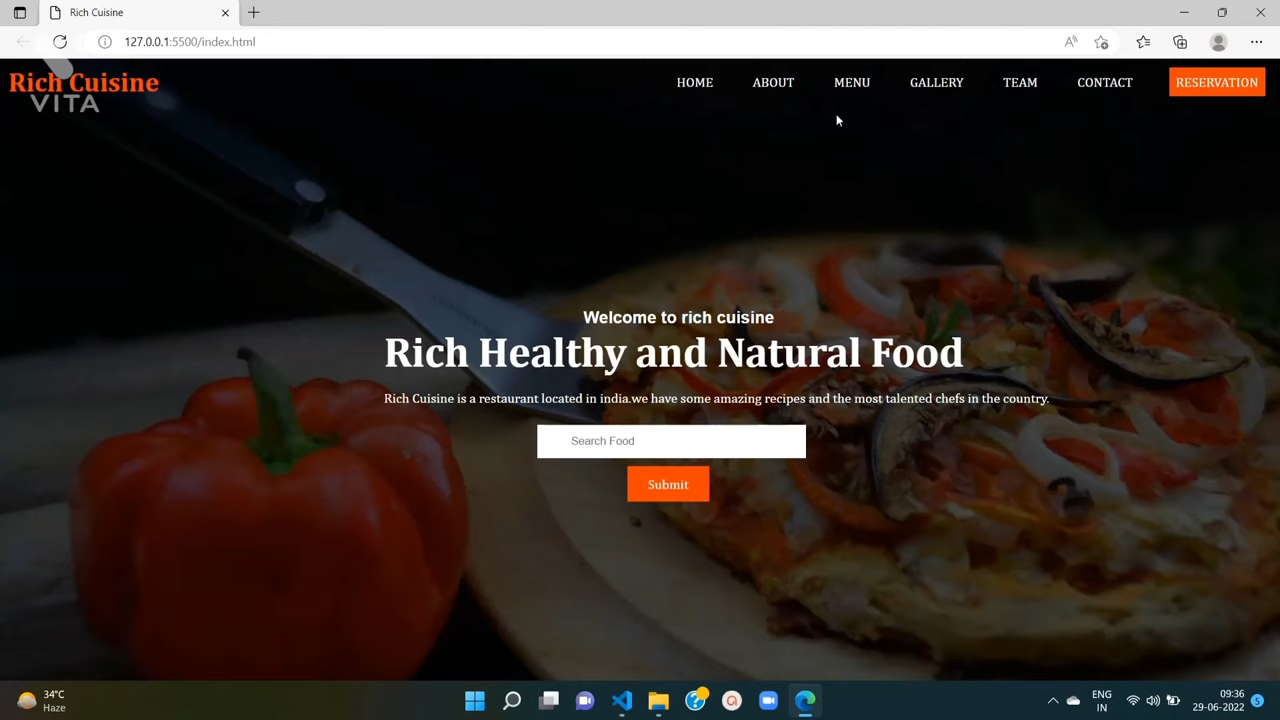 Rich Cuisine
127.0.0.1:5500/index.html
Rich Cuisine
VITA
HOME
ABOUT
MENU
GALLERY
TEAM
CONTACT
RESERVATION
Welcome to rich cuisine
Rich Healthy and Natural Food
Rich Cuisine is a restaurant located in india.we have some amazing recipes and the most talented chefs in the country.
Search Food
Submit
34°C
Haze
ENG
IN
09:36
29-06-2022
5